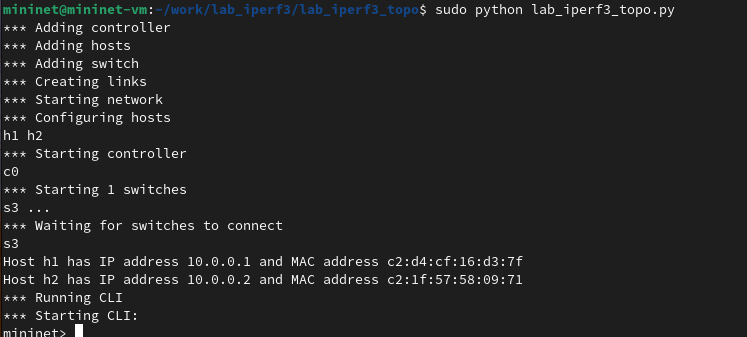 mininet@mininet-vm:~/work/lab_iperf3/lab_iperf3_topo$ sudo python lab_iperf3_topo.py
*** Adding controller
*** Adding hosts
*** Adding switch
*** Creating links
*** Starting network
*** Configuring hosts
h1 h2
*** Starting controller
c0
*** Starting 1 switches
s3 ...
*** Waiting for switches to connect
s3
Host h1 has IP address 10.0.0.1 and MAC address c2:d4:cf:16:d3:7f
Host h2 has IP address 10.0.0.2 and MAC address c2:1f:57:58:09:71
*** Running CLI
*** Starting CLI:
mininet>